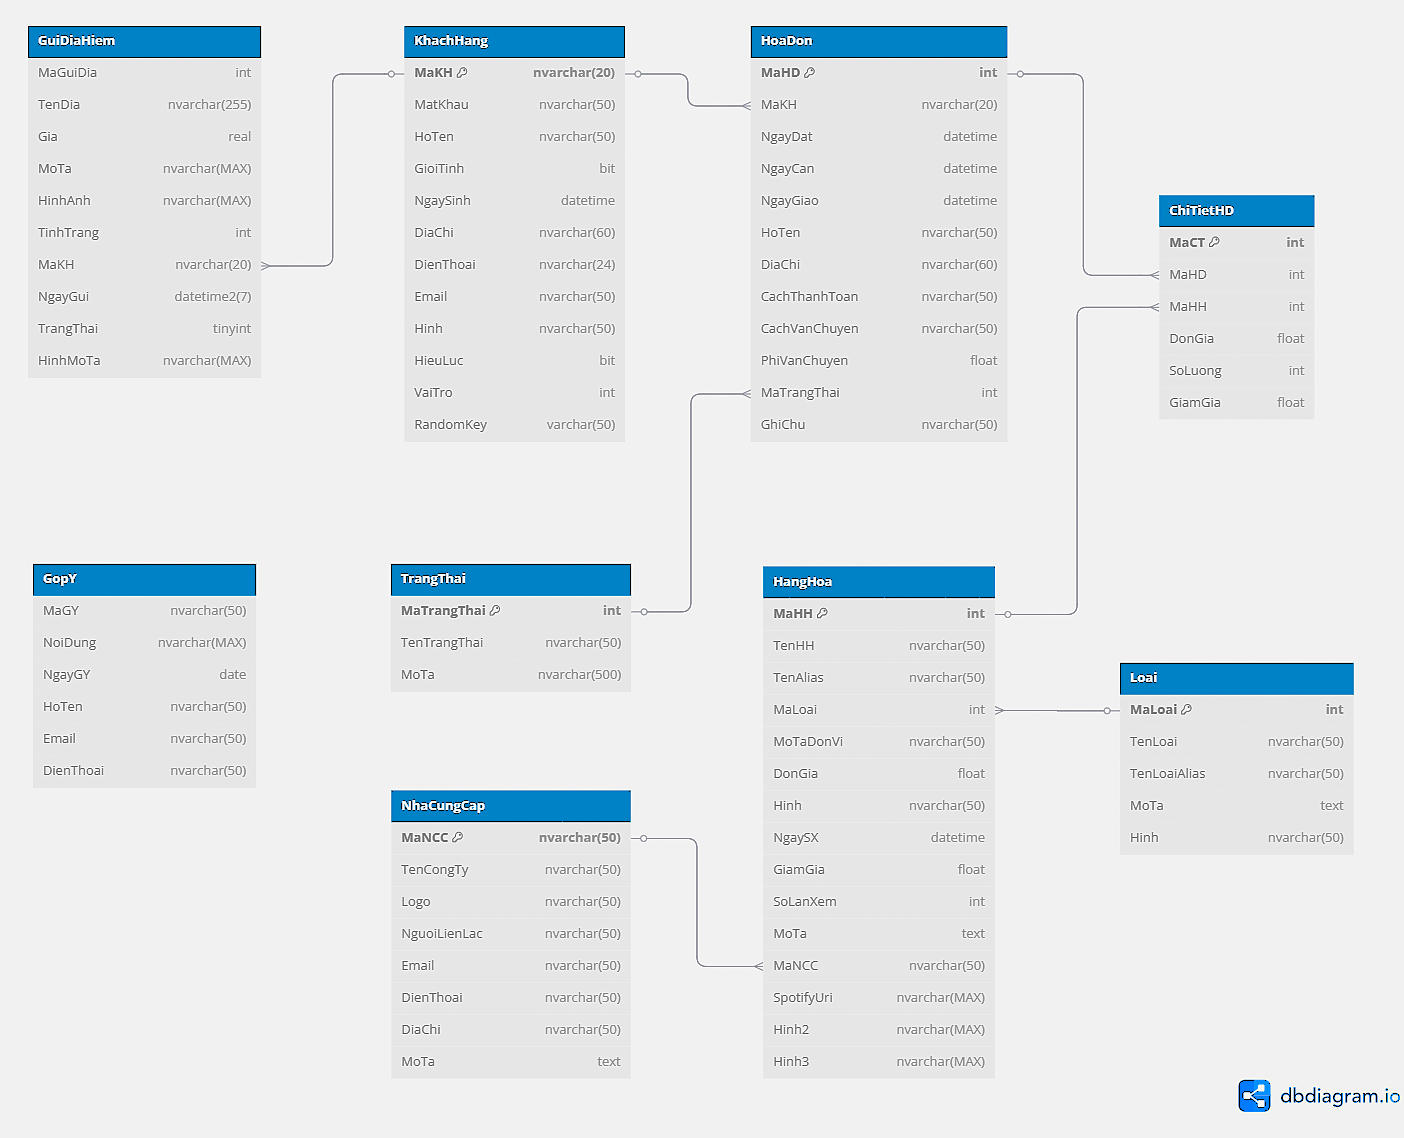 GuiDiaHiem
MaGuiDia int
TenDia nvarchar(255)
Gia real
MoTa nvarchar(MAX)
HinhAnh nvarchar(MAX)
TinhTrang int
MaKH nvarchar(20)
NgayGui datetime2(7)
TrangThai tinyint
HinhMoTa nvarchar(MAX)
KhachHang
MaKH nvarchar(20)
MatKhau nvarchar(50)
HoTen nvarchar(50)
GioiTinh bit
NgaySinh datetime
DiaChi nvarchar(60)
DienThoai nvarchar(24)
Email nvarchar(50)
Hinh nvarchar(50)
HieuLuc bit
VaiTro int
RandomKey varchar(50)
HoaDon
MaHD int
MaKH nvarchar(20)
NgayDat datetime
NgayCan datetime
NgayGiao datetime
HoTen nvarchar(50)
DiaChi nvarchar(60)
CachThanhToan nvarchar(50)
CachVanChuyen nvarchar(50)
PhiVanChuyen float
MaTrangThai int
GhiChu nvarchar(50)
ChiTietHD
MaCT int
MaHD int
MaHH int
DonGia float
SoLuong int
GiamGia float
GopY
MaGY nvarchar(50)
NoiDung nvarchar(MAX)
NgayGY date
HoTen nvarchar(50)
Email nvarchar(50)
DienThoai nvarchar(50)
TrangThai
MaTrangThai int
TenTrangThai nvarchar(50)
MoTa nvarchar(500)
HangHoa
MaHH int
TenHH nvarchar(50)
TenAlias nvarchar(50)
MaLoai int
MoTaDonVi nvarchar(50)
DonGia float
Hinh nvarchar(50)
NgaySX datetime
GiamGia float
SoLanXem int
MoTa text
MaNCC nvarchar(50)
SpotifyUri nvarchar(MAX)
Hinh2 nvarchar(MAX)
Hinh3 nvarchar(MAX)
Loai
MaLoai int
TenLoai nvarchar(50)
TenLoaiAlias nvarchar(50)
MoTa text
Hinh nvarchar(50)
NhaCungCap
MaNCC nvarchar(50)
TenCongTy nvarchar(50)
Logo nvarchar(50)
NguoiLienLac nvarchar(50)
Email nvarchar(50)
DienThoai nvarchar(50)
DiaChi nvarchar(50)
MoTa text
dbdiagram.io